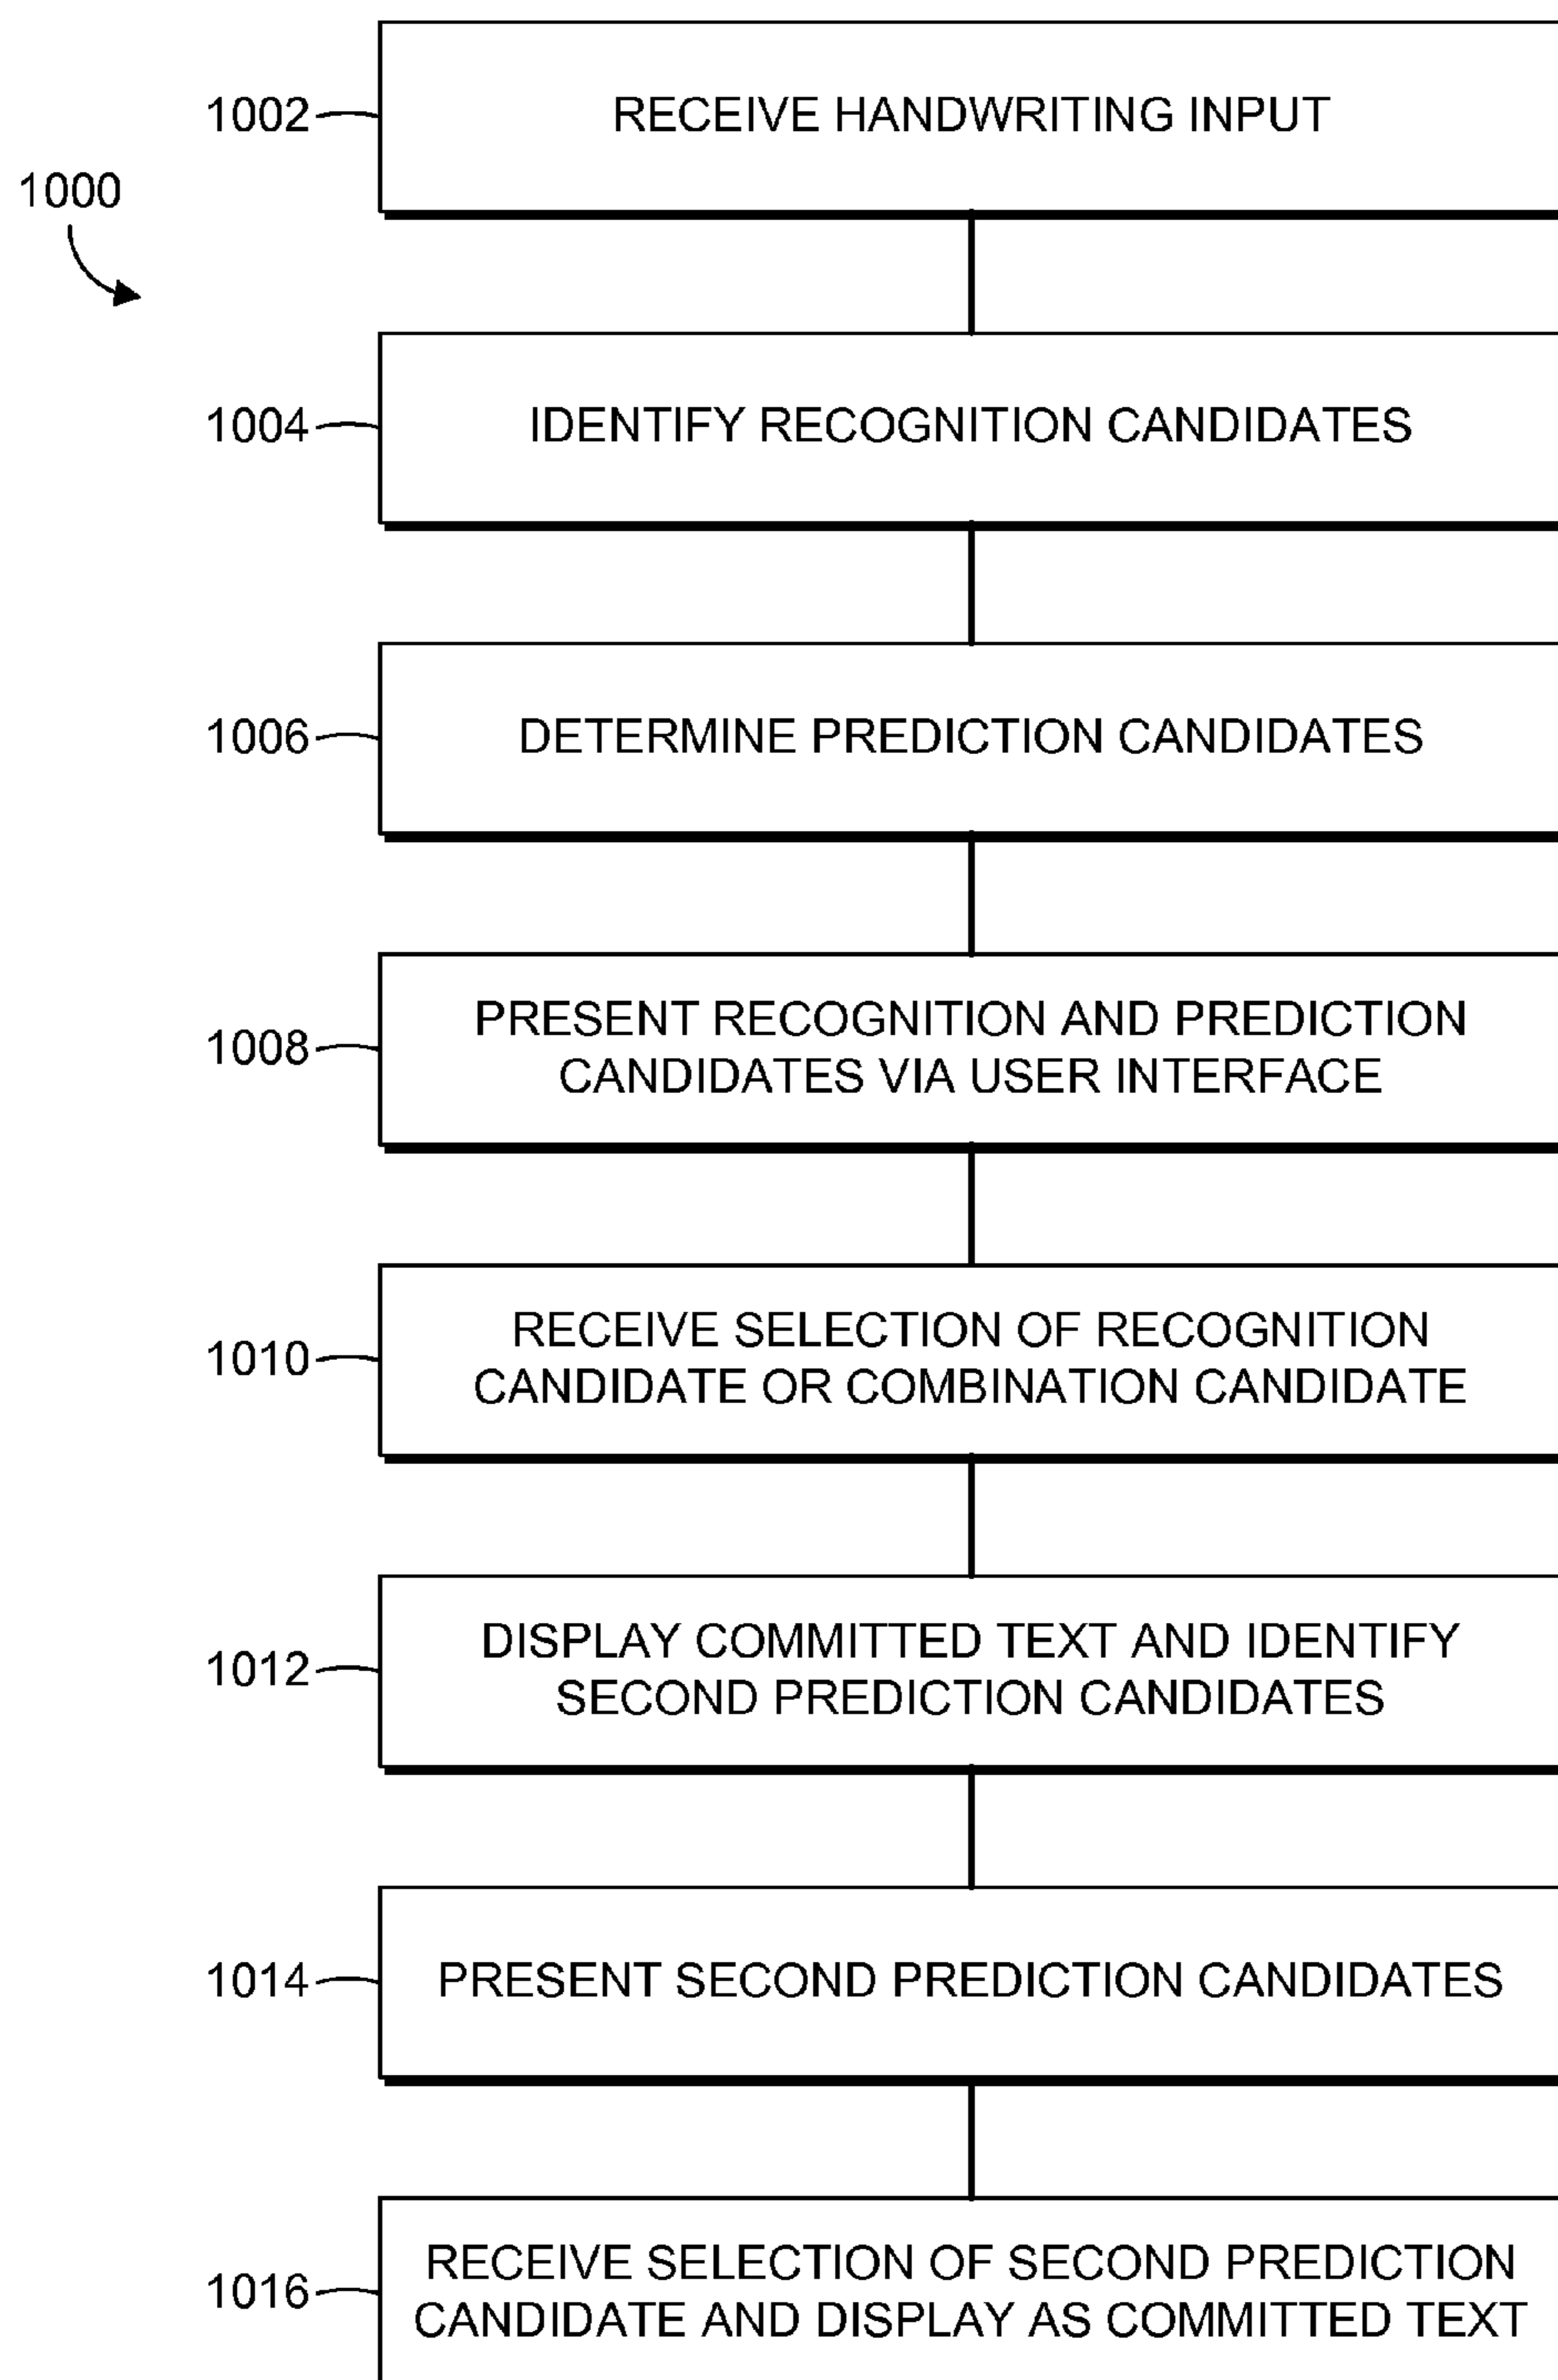 1002 RECEIVE HANDWRITING INPUT
1000
1004 IDENTIFY RECOGNITION CANDIDATES
1006 DETERMINE PREDICTION CANDIDATES
1008 PRESENT RECOGNITION AND PREDICTION
CANDIDATES VIA USER INTERFACE
1010 RECEIVE SELECTION OF RECOGNITION
CANDIDATE OR COMBINATION CANDIDATE
1012 DISPLAY COMMITTED TEXT AND IDENTIFY
SECOND PREDICTION CANDIDATES
1014 PRESENT SECOND PREDICTION CANDIDATES
1016 RECEIVE SELECTION OF SECOND PREDICTION
CANDIDATE AND DISPLAY AS COMMITTED TEXT